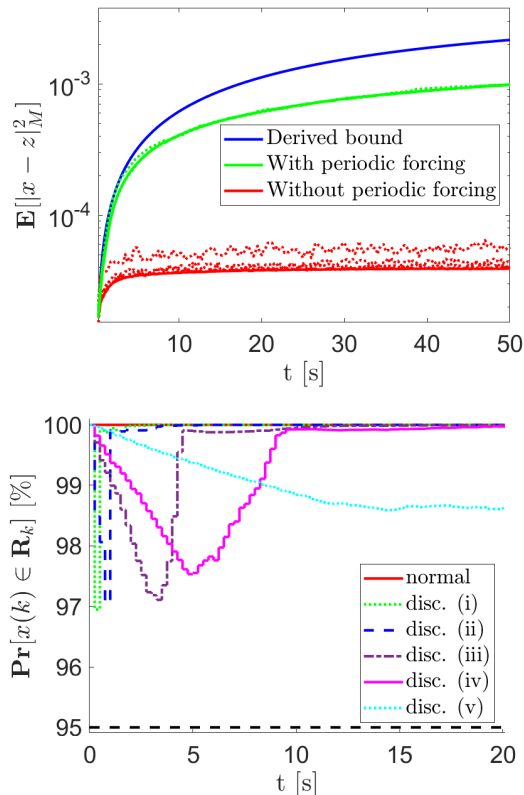 10⁻³
10⁻⁴
E[|x − z|²_M]
Derived bound
With periodic forcing
Without periodic forcing
10 20 30 40 50
t [s]
100
99
98
97
96
95
Pr[x(k) ∈ R_k] [%]
normal
disc. (i)
disc. (ii)
disc. (iii)
disc. (iv)
disc. (v)
0 5 10 15 20
t [s]